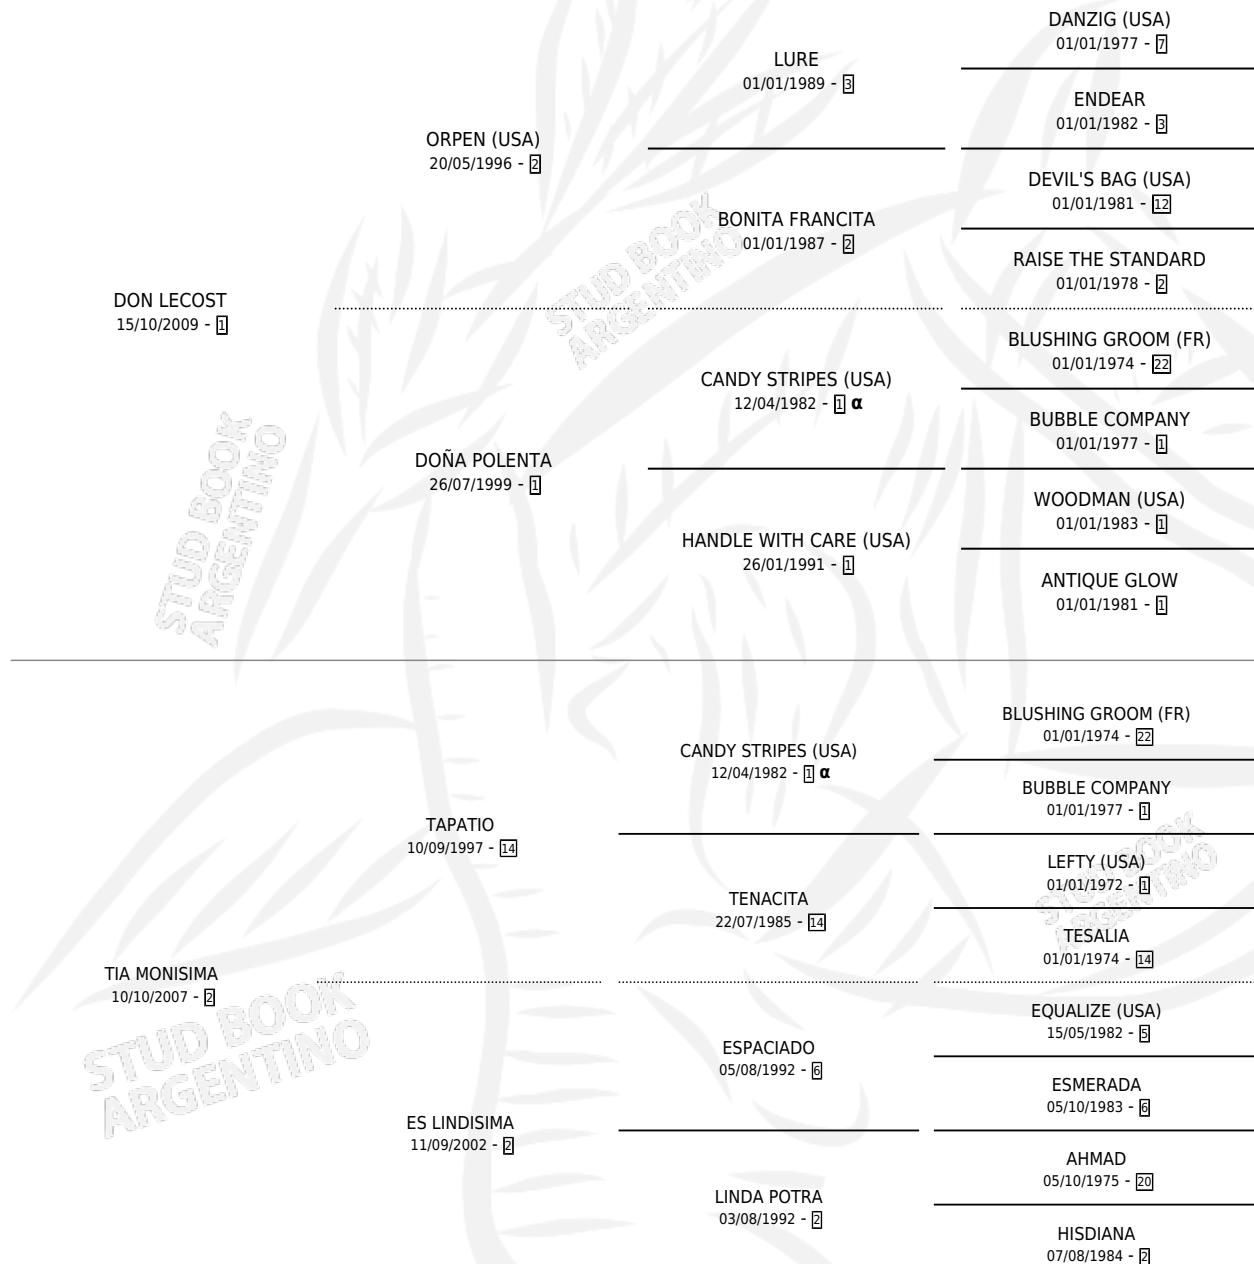 DANZIG (USA)
01/01/1977 - 7
LURE
01/01/1989 - 3
ENDEAR
01/01/1982 - 3
ORPEN (USA)
20/05/1996 - 2
DEVIL'S BAG (USA)
01/01/1981 - 12
BONITA FRANCITA
01/01/1987 - 2
RAISE THE STANDARD
01/01/1978 - 2
DON LECOST
15/10/2009 - 1
BLUSHING GROOM (FR)
01/01/1974 - 22
CANDY STRIPES (USA)
12/04/1982 - 1 α
BUBBLE COMPANY
01/01/1977 - 1
DOÑA POLENTA
26/07/1999 - 1
WOODMAN (USA)
01/01/1983 - 1
HANDLE WITH CARE (USA)
26/01/1991 - 1
ANTIQUE GLOW
01/01/1981 - 1
BLUSHING GROOM (FR)
01/01/1974 - 22
CANDY STRIPES (USA)
12/04/1982 - 1 α
BUBBLE COMPANY
01/01/1977 - 1
TAPATIO
10/09/1997 - 14
LEFTY (USA)
01/01/1972 - 1
TENACITA
22/07/1985 - 14
TESALIA
01/01/1974 - 14
TIA MONISIMA
10/10/2007 - 2
EQUALIZE (USA)
15/05/1982 - 5
ESPACIADO
05/08/1992 - 6
ESMERADA
05/10/1983 - 6
ES LINDISIMA
11/09/2002 - 2
AHMAD
05/10/1975 - 20
LINDA POTRA
03/08/1992 - 2
HISDIANA
07/08/1984 - 2
STUD BOOK
ARGENTINO
STUD BOOK
ARGENTINO
STUD BOOK
ARGENTINO
STUD BOOK
ARGENTINO